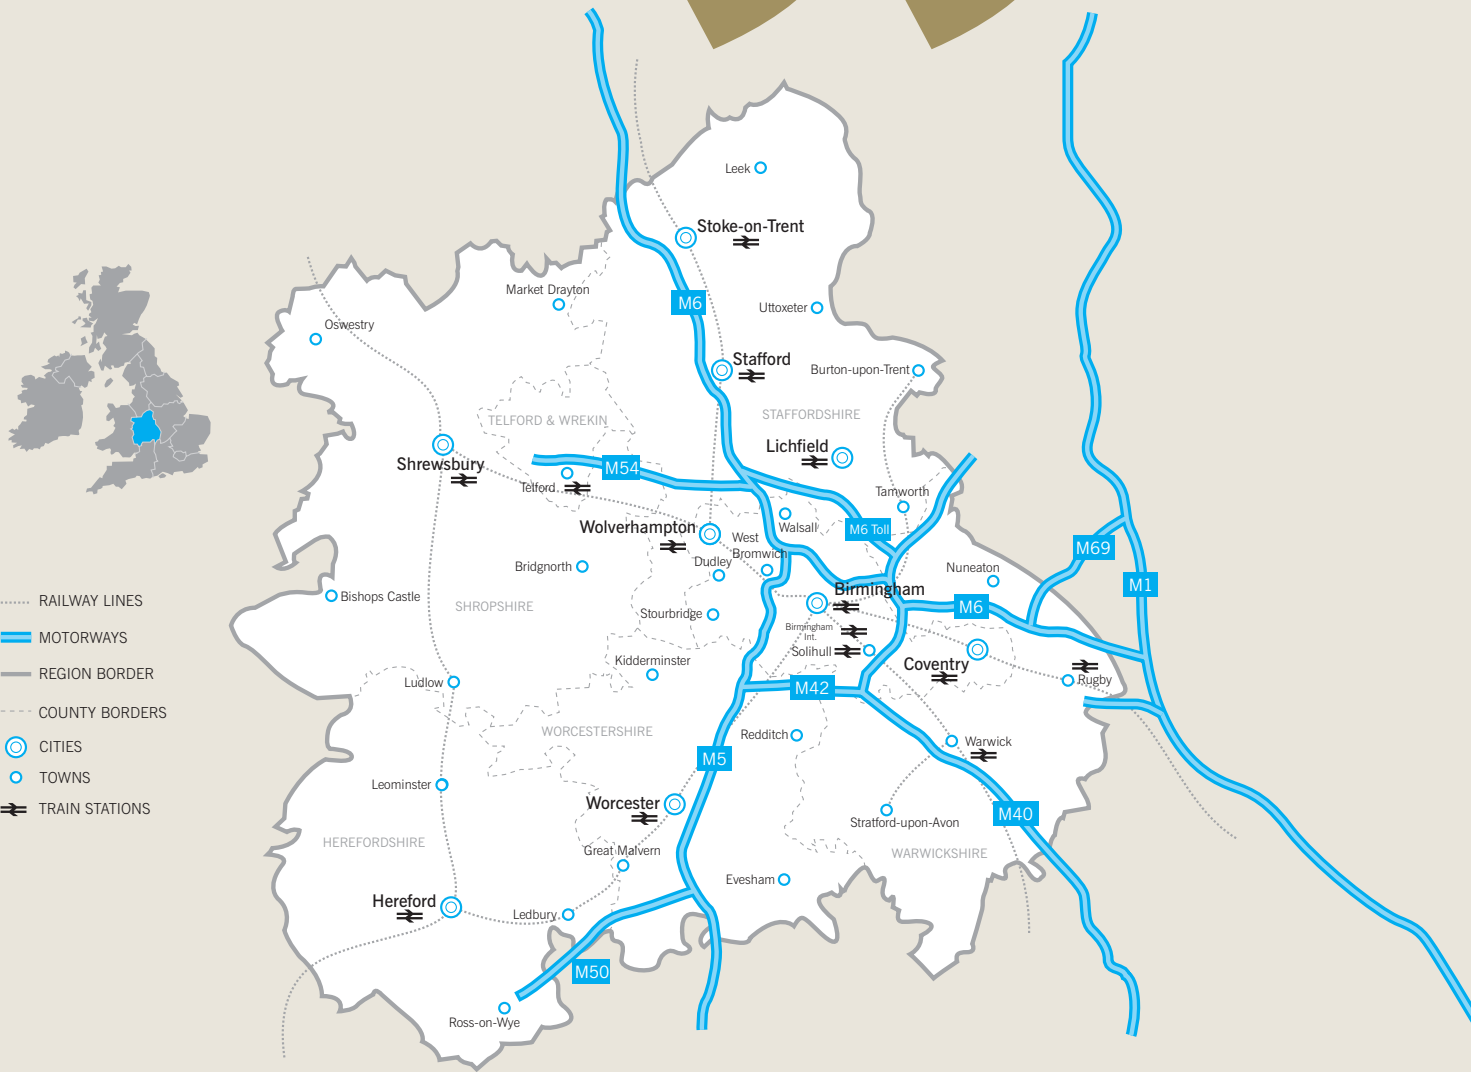 Leek
Stoke-on-Trent
Market Drayton
M6
Uttoxeter
Oswestry
Stafford
Burton-upon-Trent
STAFFORDSHIRE
TELFORD & WREKIN
Lichfield
Shrewsbury
M54
Telford
Tamworth
Wolverhampton
Walsall
M6 Toll
West
Bromwich
M69
Dudley
Bridgnorth
Nuneaton
M1
Birmingham
Bishops Castle
SHROPSHIRE
M6
Stourbridge
Birmingham
Int.
Solihull
Kidderminster
Coventry
Ludlow
M42
Rugby
WORCESTERSHIRE
Redditch
Warwick
M5
Leominster
Worcester
M40
Stratford-upon-Avon
HEREFORDSHIRE
Great Malvern
WARWICKSHIRE
Evesham
Hereford
Ledbury
M50
Ross-on-Wye
RAILWAY LINES
MOTORWAYS
REGION BORDER
COUNTY BORDERS
CITIES
TOWNS
TRAIN STATIONS